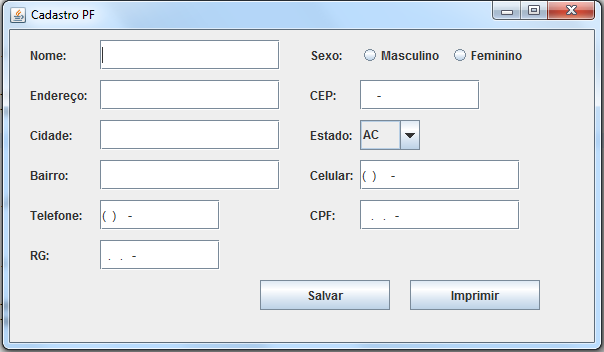 Cadastro PF
Nome: Sexo: Masculino Feminino
Endereço: CEP: -
Cidade: Estado: AC
Bairro: Celular: ( ) -
Telefone: ( ) - CPF: . . -
RG: . . -
Salvar Imprimir